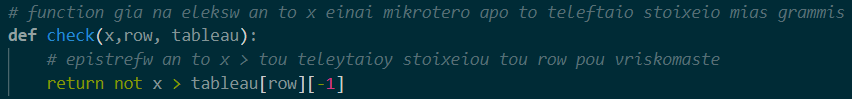 # function gia na eleksw an to x einai mikrotero apo to teleftaio stoixeio mias grammis
def check(x,row, tableau):
# epistrefw an to x > tou teleytaioy stoixeiou tou row pou vriskomaste
return not x > tableau[row][-1]